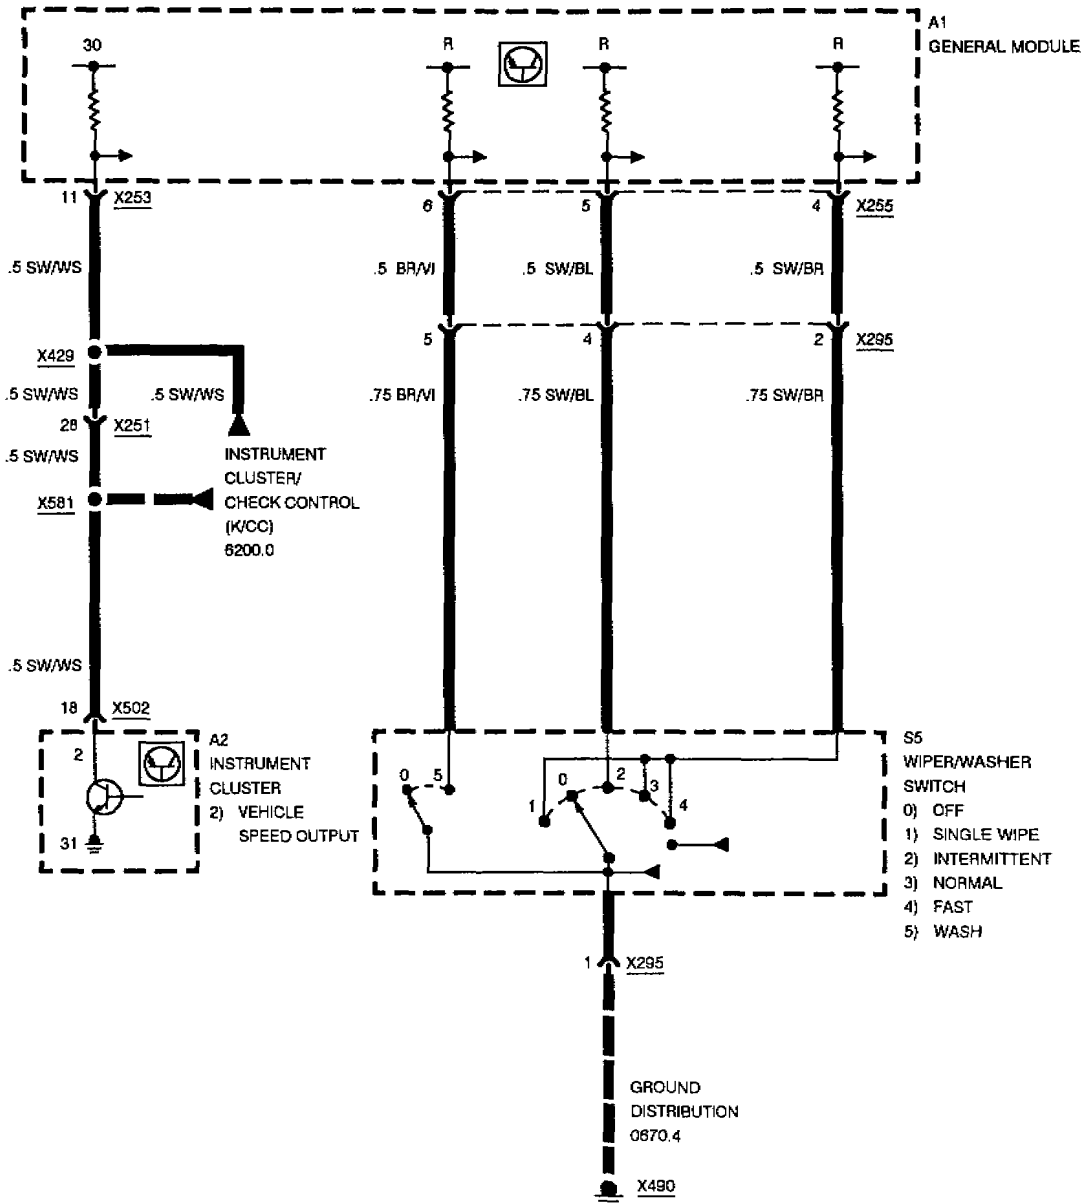 A1
GENERAL MODULE
30 R R R
11 X253 6 5 4 X255
.5 SW/WS .5 BR/VI .5 SW/BL .5 SW/BR
X429 5 4 2 X295
.5 SW/WS .5 SW/WS .75 BR/VI .75 SW/BL .75 SW/BR
28 X251
.5 SW/WS
INSTRUMENT
CLUSTER/
CHECK CONTROL
(K/CC)
6200.0
X581
.5 SW/WS
18 X502
2
31
A2
INSTRUMENT
CLUSTER
2) VEHICLE
SPEED OUTPUT
0 5 1 0 2 3 4
S5
WIPER/WASHER
SWITCH
0) OFF
1) SINGLE WIPE
2) INTERMITTENT
3) NORMAL
4) FAST
5) WASH
1 X295
GROUND
DISTRIBUTION
0670.4
X490